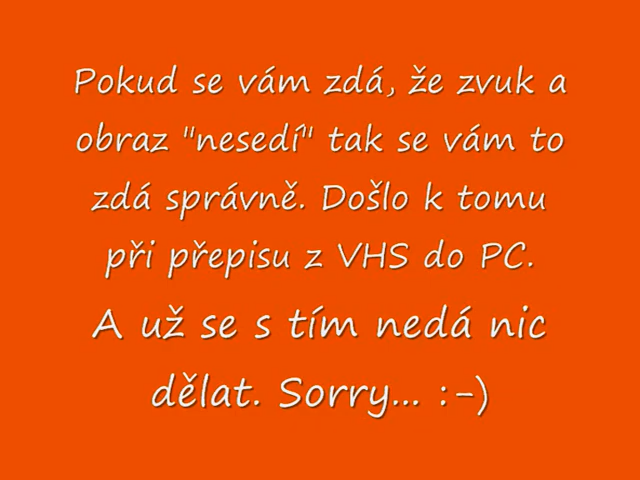 Pokud se vám zdá, že zvuk a
obraz "nesedí" tak se vám to
zdá správně. Došlo k tomu
při přepisu z VHS do PC.
A už se s tím nedá nic
dělat. Sorry... :-)